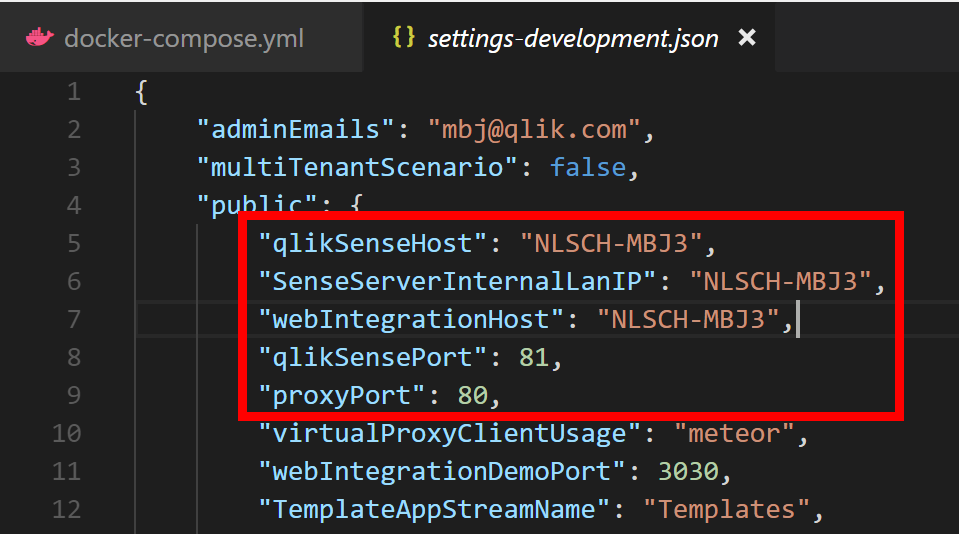 docker-compose.yml {} settings-development.json ×
1 {
2 "adminEmails": "mbj@qlik.com",
3 "multiTenantScenario": false,
4 "public": {
5 "qlikSenseHost": "NLSCH-MBJ3",
6 "SenseServerInternalLanIP": "NLSCH-MBJ3",
7 "webIntegrationHost": "NLSCH-MBJ3",
8 "qlikSensePort": 81,
9 "proxyPort": 80,
10 "virtualProxyClientUsage": "meteor",
11 "webIntegrationDemoPort": 3030,
12 "TemplateAppStreamName": "Templates",